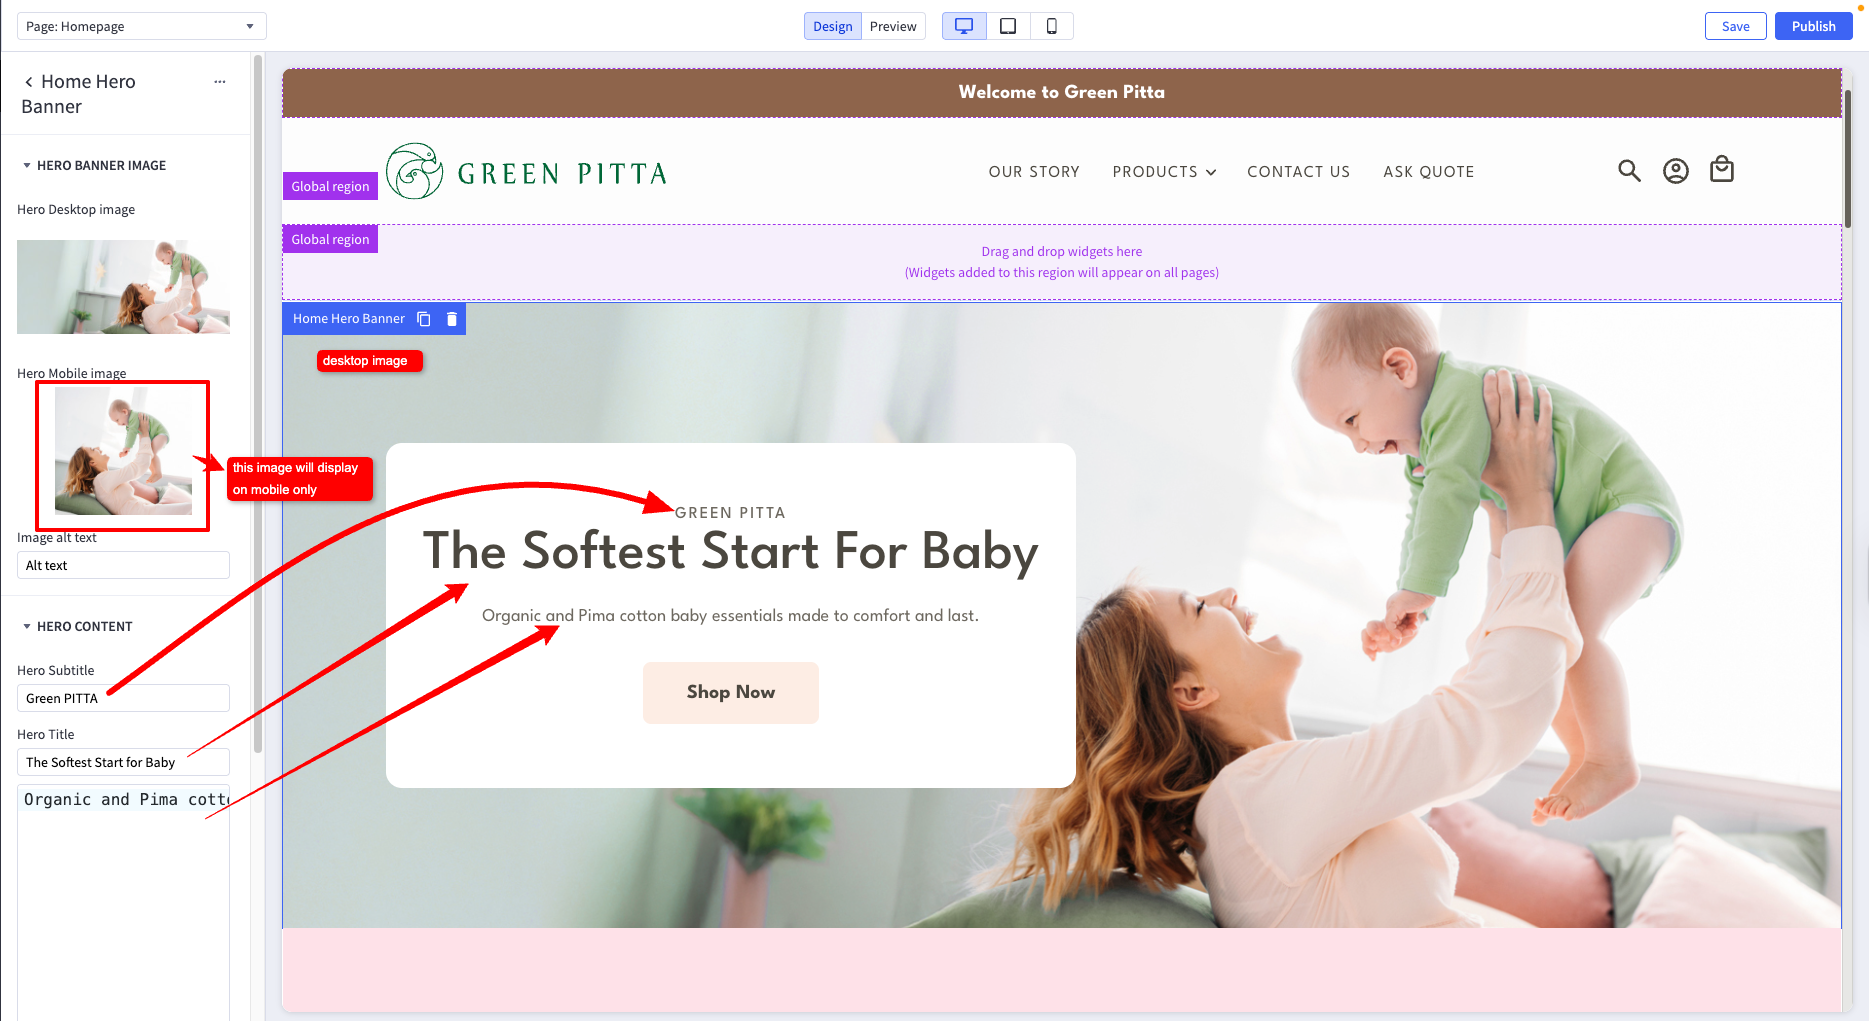 Page: Homepage
Design
Preview
Save
Publish
Home Hero
Banner
HERO BANNER IMAGE
Hero Desktop image
Hero Mobile image
this image will display
on mobile only
Image alt text
Alt text
HERO CONTENT
Hero Subtitle
Green PITTA
Hero Title
The Softest Start for Baby
Organic and Pima cott
Welcome to Green Pitta
GREEN PITTA
OUR STORY
PRODUCTS
CONTACT US
ASK QUOTE
Global region
Global region
Drag and drop widgets here
(Widgets added to this region will appear on all pages)
Home Hero Banner
desktop image
GREEN PITTA
The Softest Start For Baby
Organic and Pima cotton baby essentials made to comfort and last.
Shop Now